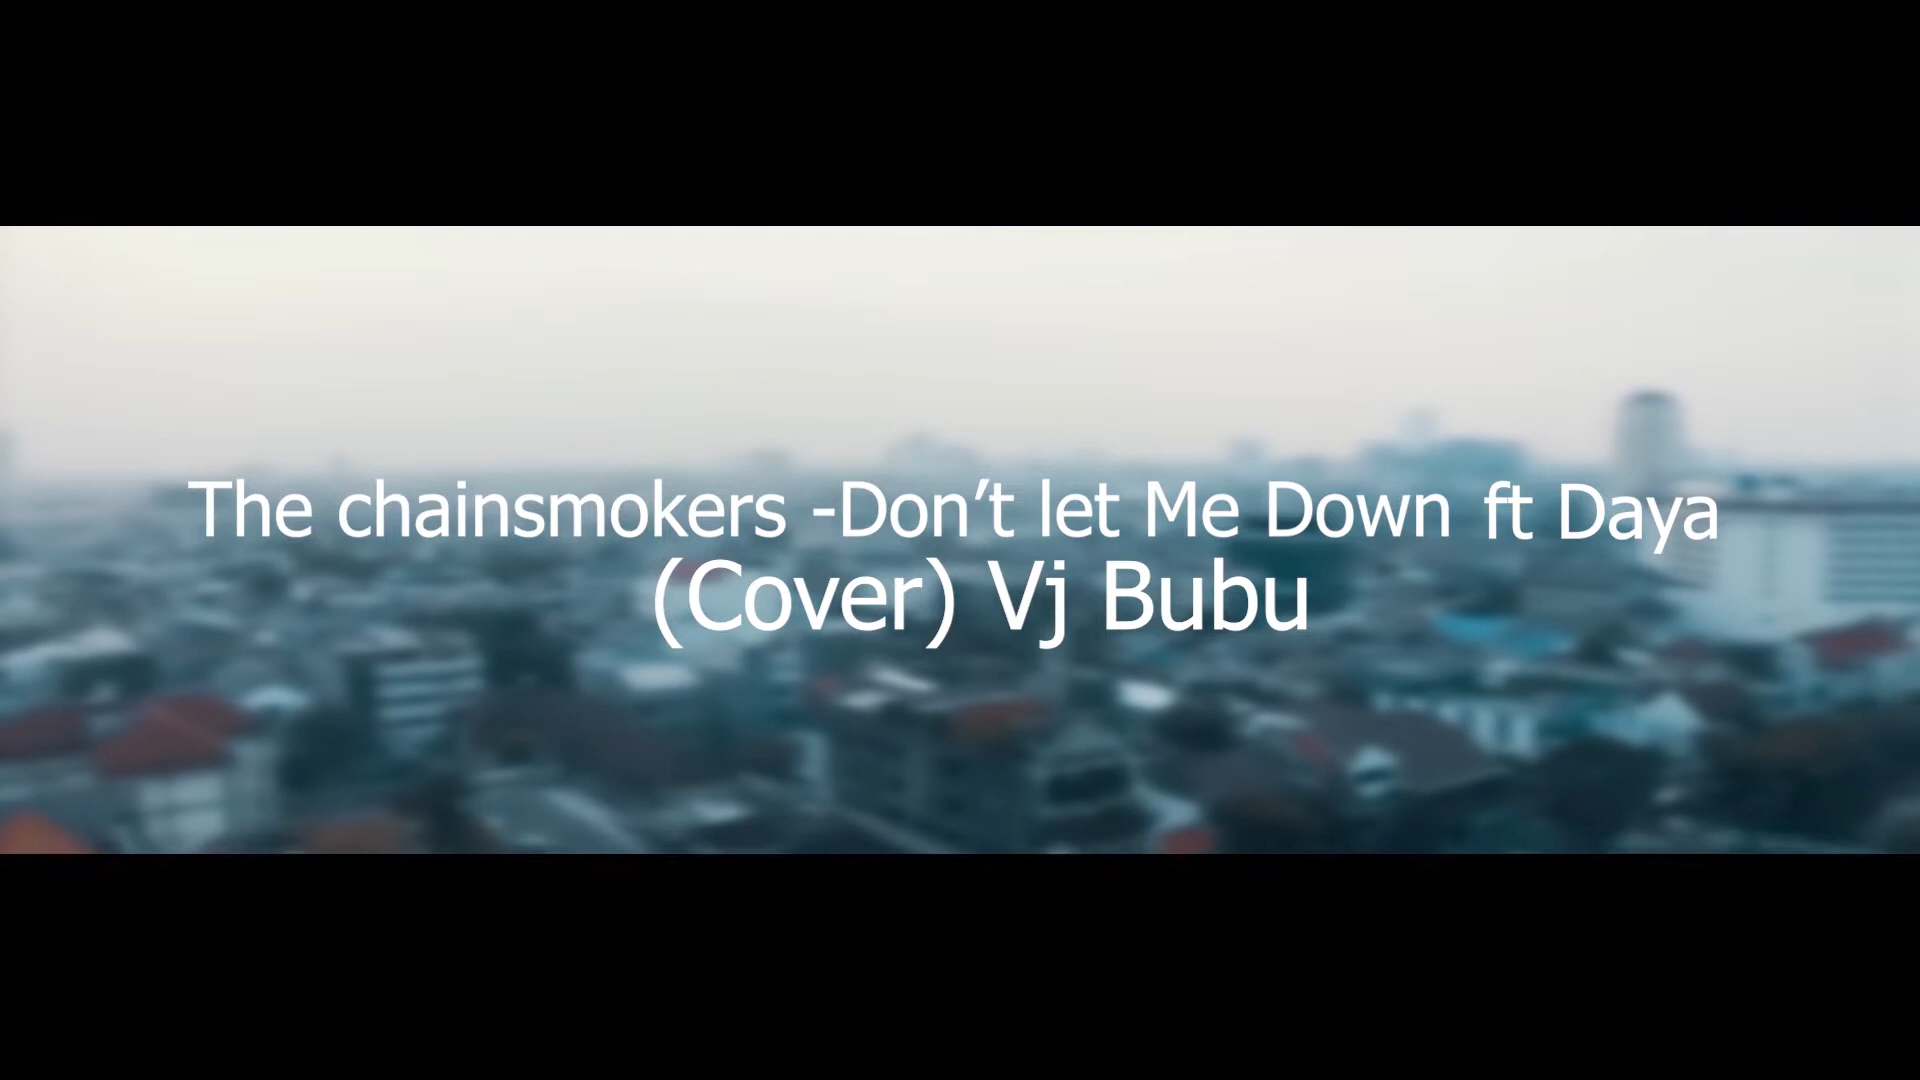 The chainsmokers -Don’t let Me Down ft Daya
(Cover) Vj Bubu